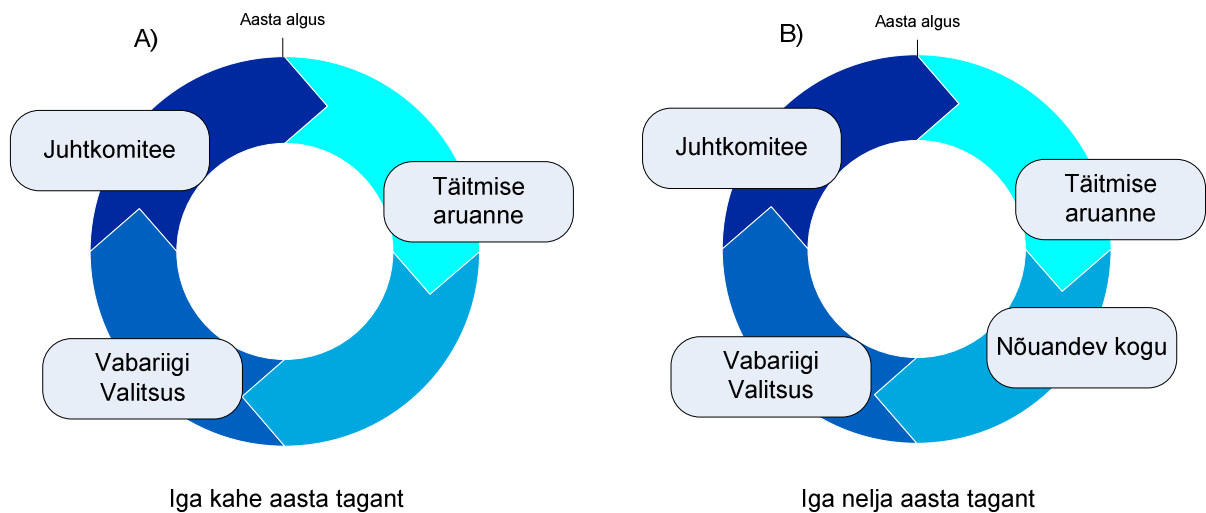 A)
Aasta algus
Juhtkomitee
Täitmise
aruanne
Vabariigi
Valitsus
Iga kahe aasta tagant
B)
Aasta algus
Juhtkomitee
Täitmise
aruanne
Nõuandev kogu
Vabariigi
Valitsus
Iga nelja aasta tagant